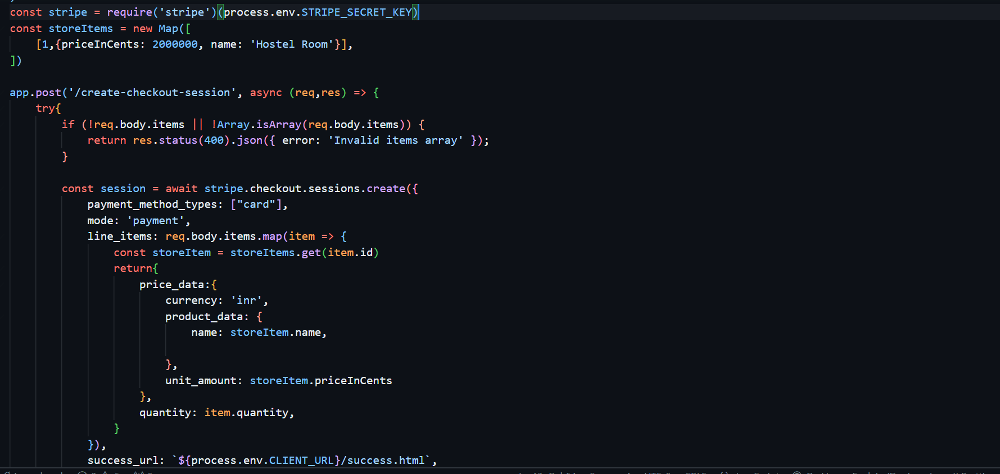 const stripe = require('stripe')(process.env.STRIPE_SECRET_KEY)
const storeItems = new Map([
    [1,{priceInCents: 2000000, name: 'Hostel Room'}],
])

app.post('/create-checkout-session', async (req,res) => {
    try{
        if (!req.body.items || !Array.isArray(req.body.items)) {
            return res.status(400).json({ error: 'Invalid items array' });
        }

        const session = await stripe.checkout.sessions.create({
            payment_method_types: ["card"],
            mode: 'payment',
            line_items: req.body.items.map(item => {
                const storeItem = storeItems.get(item.id)
                return{
                    price_data:{
                        currency: 'inr',
                        product_data: {
                            name: storeItem.name,

                        },
                        unit_amount: storeItem.priceInCents
                    },
                    quantity: item.quantity,
                }
            }),
            success_url: `${process.env.CLIENT_URL}/success.html`,